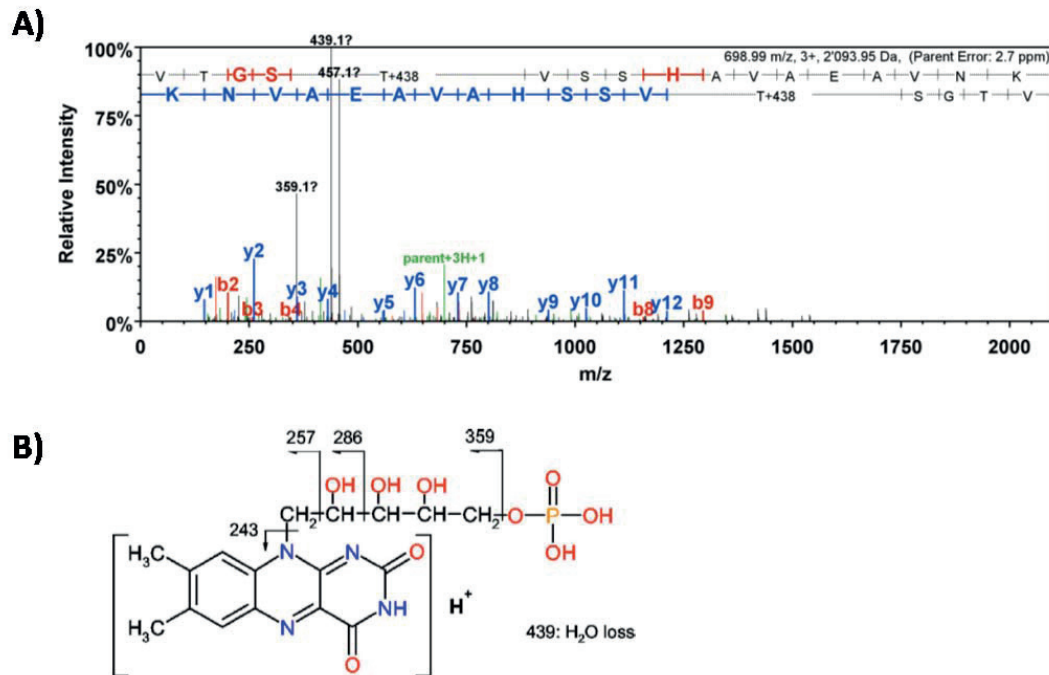 A)
439.1?
100%
698.99 m/z, 3+, 2'093.95 Da, (Parent Error: 2.7 ppm)
V T G S T+438 V S S H A V A E A V N K
457.1?
K N V A E A V A H S S V T+438 S G T V
75%
Relative Intensity
50%
359.1?
25%
y1 b2 y2 b3 y3 b4 y4 y5 y6 parent+3H+1 y7 y8 y9 y10 y11 b8 y12 b9
0%
0 250 500 750 1000 1250 1500 1750 2000
m/z
B)
257 286 359
OH OH OH O
CH2 CH CH CH CH2 O P OH
243 OH
H3C N N O
H3C N NH H+
O
439: H2O loss